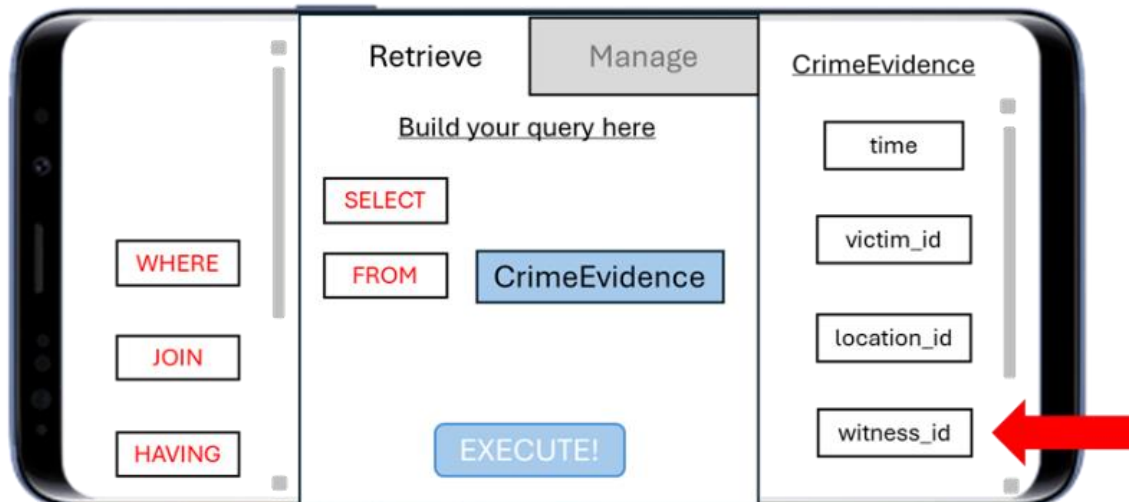 Retrieve
Manage
CrimeEvidence
Build your query here
time
SELECT
victim_id
WHERE
FROM
CrimeEvidence
JOIN
location_id
HAVING
EXECUTE!
witness_id